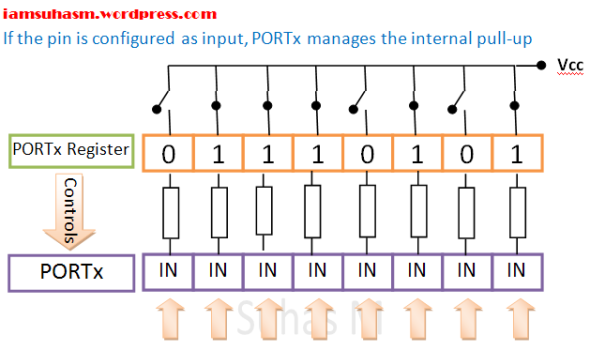 iamsuhasm.wordpress.com
If the pin is configured as input, PORTx manages the internal pull-up
Vcc
PORTx Register 0 1 1 1 0 1 0 1
Controls
PORTx IN IN IN IN IN IN IN IN
Suhas M